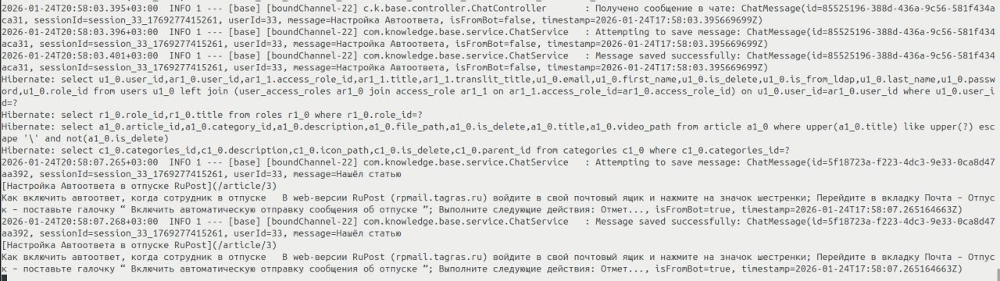 2026-01-24T20:58:03.395+03:00  INFO 1 --- [base] [boundChannel-22] c.k.base.controller.ChatController       : Получено сообщение в чате: ChatMessage(id=85525196-388d-436a-9c56-581f434a
ca31, sessionId=session_33_1769277415261, userId=33, message=Настройка Автоответа, isFromBot=false, timestamp=2026-01-24T17:58:03.395669699Z)
2026-01-24T20:58:03.396+03:00  INFO 1 --- [base] [boundChannel-22] com.knowledge.base.service.ChatService   : Attempting to save message: ChatMessage(id=85525196-388d-436a-9c56-581f434
aca31, sessionId=session_33_1769277415261, userId=33, message=Настройка Автоответа, isFromBot=false, timestamp=2026-01-24T17:58:03.395669699Z)
2026-01-24T20:58:03.401+03:00  INFO 1 --- [base] [boundChannel-22] com.knowledge.base.service.ChatService   : Message saved successfully: ChatMessage(id=85525196-388d-436a-9c56-581f434
aca31, sessionId=session_33_1769277415261, userId=33, message=Настройка Автоответа, isFromBot=false, timestamp=2026-01-24T17:58:03.395669699Z)
Hibernate: select u1_0.user_id,ar1_0.user_id,ar1_1.access_role_id,ar1_1.title,ar1_1.translit_title,u1_0.email,u1_0.first_name,u1_0.is_delete,u1_0.is_from_ldap,u1_0.last_name,u1_0.passw
ord,u1_0.role_id from users u1_0 left join (user_access_roles ar1_0 join access_role ar1_1 on ar1_1.access_role_id=ar1_0.access_role_id) on u1_0.user_id=ar1_0.user_id where u1_0.user_i
d=?
Hibernate: select r1_0.role_id,r1_0.title from roles r1_0 where r1_0.role_id=?
Hibernate: select a1_0.article_id,a1_0.category_id,a1_0.description,a1_0.file_path,a1_0.is_delete,a1_0.title,a1_0.video_path from article a1_0 where upper(a1_0.title) like upper(?) esc
ape '\' and not(a1_0.is_delete)
Hibernate: select c1_0.categories_id,c1_0.description,c1_0.icon_path,c1_0.is_delete,c1_0.parent_id from categories c1_0 where c1_0.categories_id=?
2026-01-24T20:58:07.265+03:00  INFO 1 --- [base] [boundChannel-22] com.knowledge.base.service.ChatService   : Attempting to save message: ChatMessage(id=5f18723a-f223-4dc3-9e33-0ca8d47
aa392, sessionId=session_33_1769277415261, userId=33, message=Нашёл статью
[Настройка Автоответа в отпуске RuPost](/article/3)
Как включить автоответ, когда сотрудник в отпуске   В web-версии RuPost (rpmail.tagras.ru) войдите в свой почтовый ящик и нажмите на значок шестренки; Перейдите в вкладку Почта – Отпус
к – поставьте галочку “ Включить автоматическую отправку сообщения об отпуске ”; Выполните следующие действия: Отмет..., isFromBot=true, timestamp=2026-01-24T17:58:07.265164663Z)
2026-01-24T20:58:07.268+03:00  INFO 1 --- [base] [boundChannel-22] com.knowledge.base.service.ChatService   : Message saved successfully: ChatMessage(id=5f18723a-f223-4dc3-9e33-0ca8d47
aa392, sessionId=session_33_1769277415261, userId=33, message=Нашёл статью
[Настройка Автоответа в отпуске RuPost](/article/3)
Как включить автоответ, когда сотрудник в отпуске   В web-версии RuPost (rpmail.tagras.ru) войдите в свой почтовый ящик и нажмите на значок шестренки; Перейдите в вкладку Почта – Отпус
к – поставьте галочку “ Включить автоматическую отправку сообщения об отпуске ”; Выполните следующие действия: Отмет..., isFromBot=true, timestamp=2026-01-24T17:58:07.265164663Z)